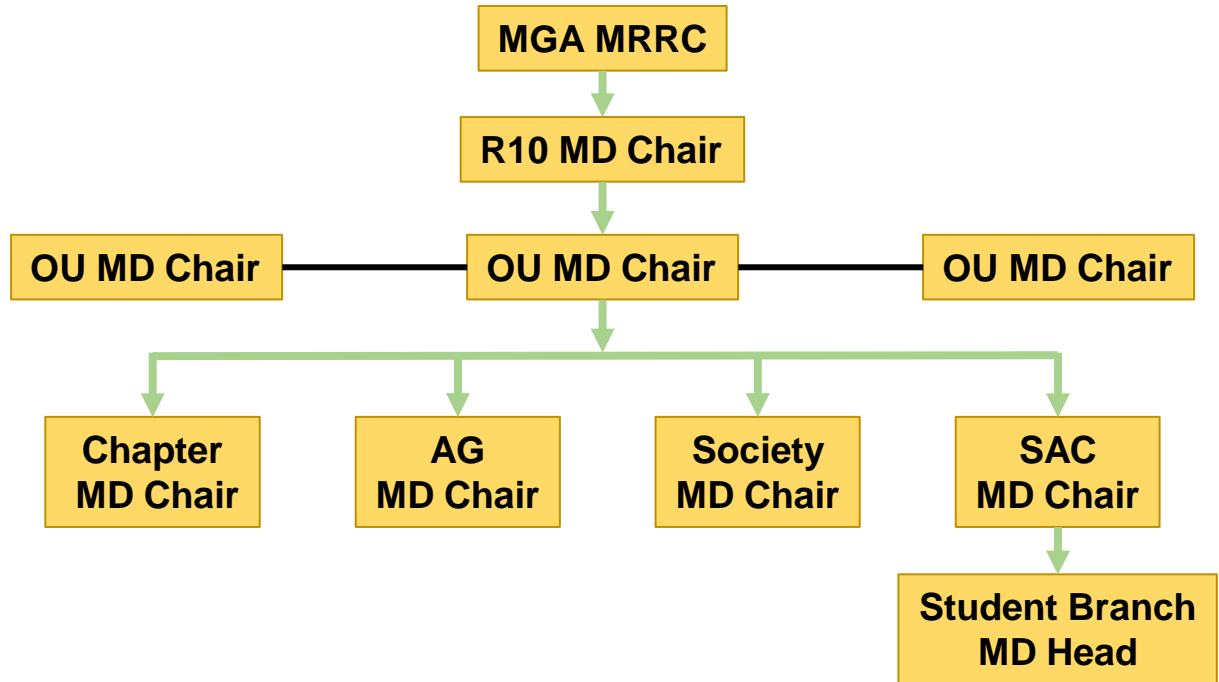 MGA MRRC
R10 MD Chair
OU MD Chair
OU MD Chair
OU MD Chair
Chapter
MD Chair
AG
MD Chair
Society
MD Chair
SAC
MD Chair
Student Branch
MD Head